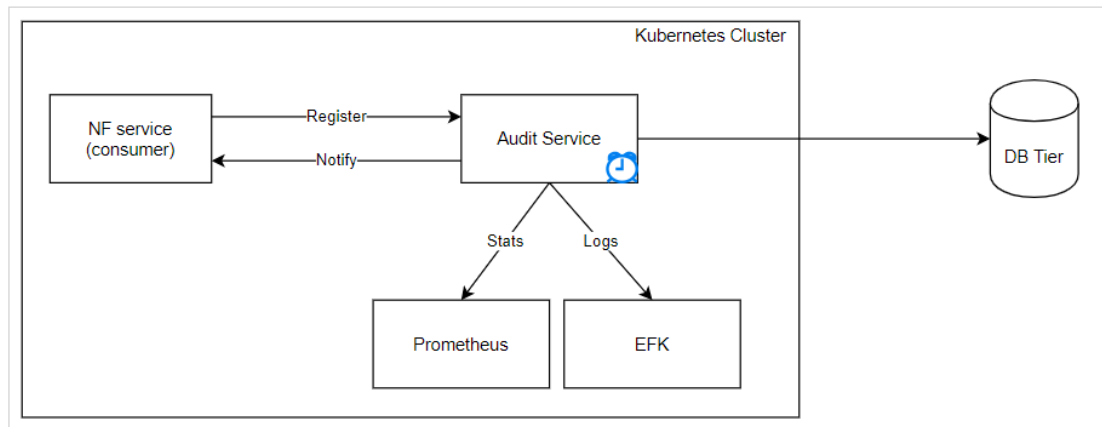 Kubernetes Cluster
NF service
(consumer)
Register
Notify
Audit Service
DB Tier
Stats
Logs
Prometheus
EFK